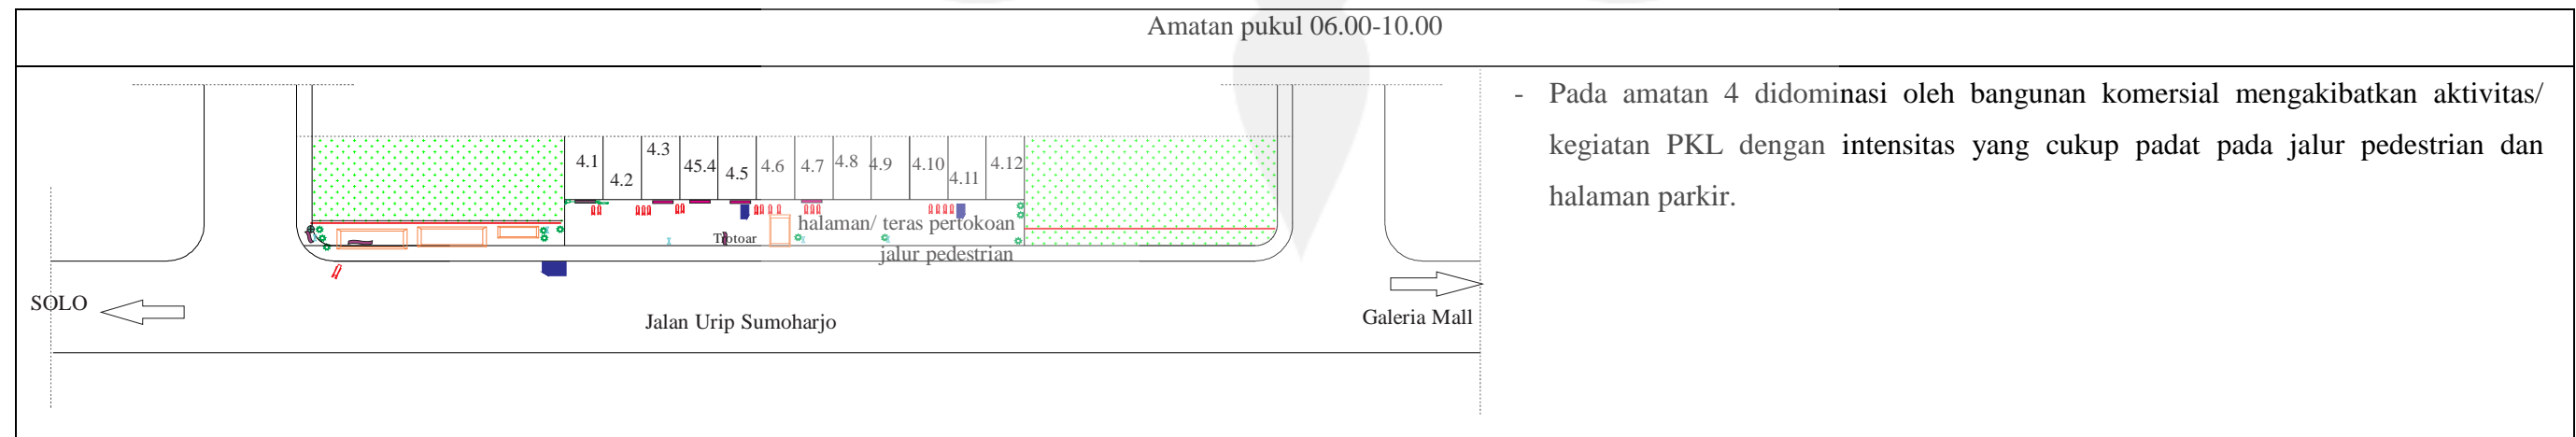 Amatan pukul 06.00-10.00
4.1
4.2
4.3
45.4
4.5
4.6
4.7
4.8
4.9
4.10
4.11
4.12
halaman/ teras pertokoan
Trotoar
jalur pedestrian
SOLO
Jalan Urip Sumoharjo
Galeria Mall
- Pada amatan 4 didominasi oleh bangunan komersial mengakibatkan aktivitas/
kegiatan PKL dengan intensitas yang cukup padat pada jalur pedestrian dan
halaman parkir.